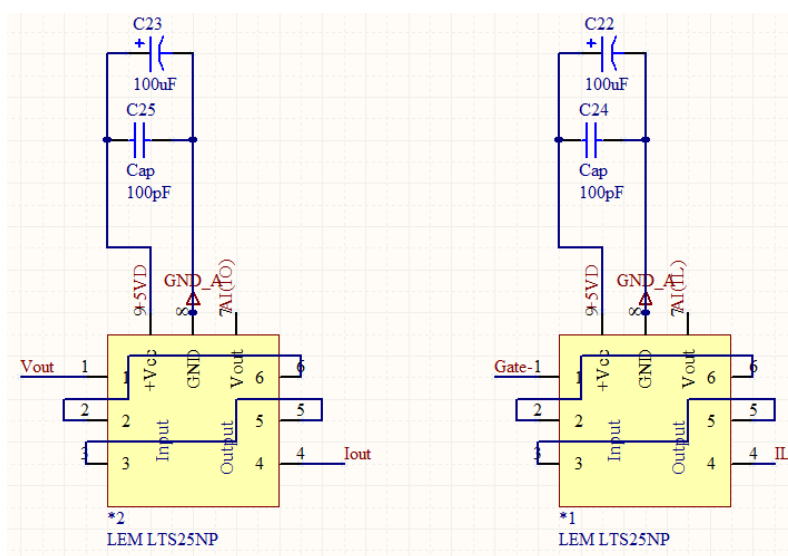 C23
100uF
C25
Cap
100pF
+5VD
GND_A
AI(IO)
9
8
7
Vout
1
1
+Vcc
GND
Vout
6
6
2
2
Input
Output
5
5
3
3
4
4
Iout
*2
LEM LTS25NP
C22
100uF
C24
Cap
100pF
+5VD
GND_A
AI(IL)
9
8
7
Gate-
1
1
+Vcc
GND
Vout
6
6
2
2
Input
Output
5
5
3
3
4
4
IL
*1
LEM LTS25NP